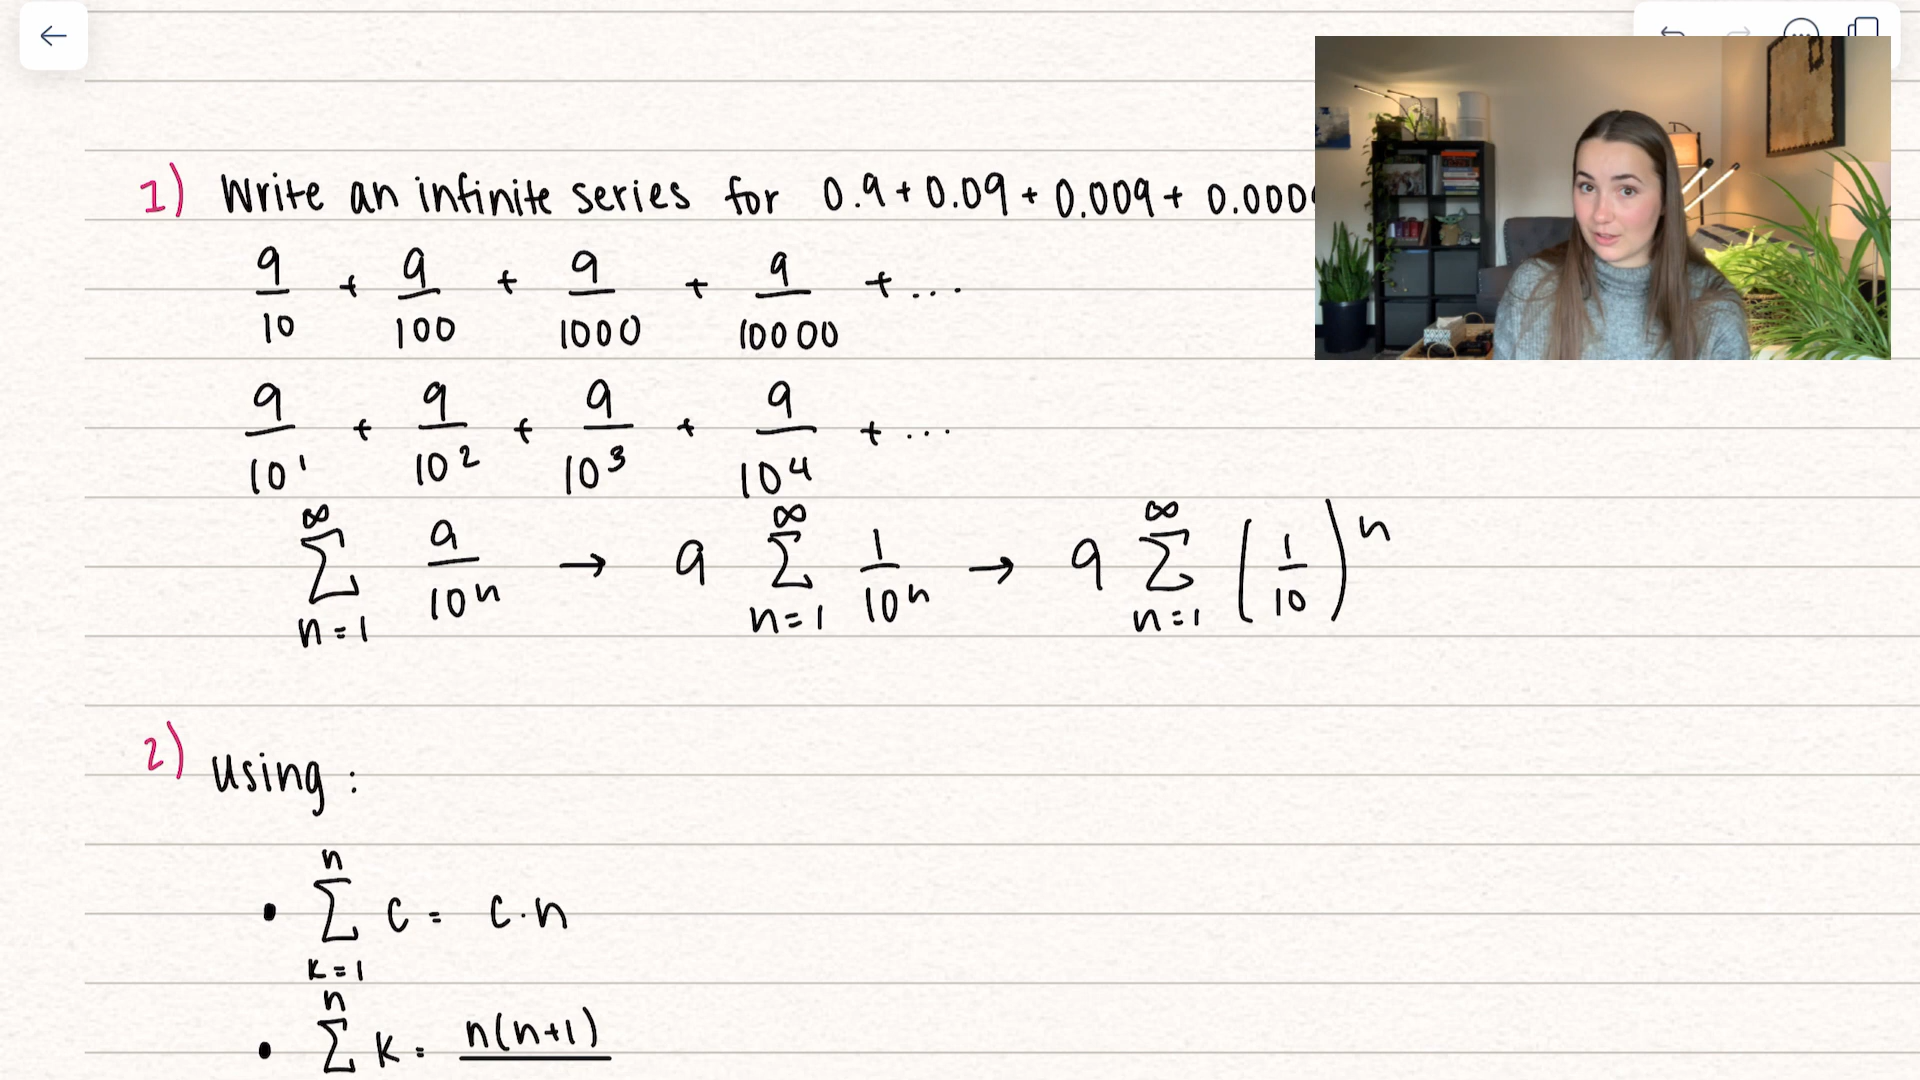 1) Write an infinite series for 0.9 + 0.09 + 0.009 + 0.000
9/10 + 9/100 + 9/1000 + 9/10000 + ...
9/10¹ + 9/10² + 9/10³ + 9/10⁴ + ...
∞ ∑ n=1 9/10ⁿ → 9 ∞ ∑ n=1 1/10ⁿ → 9 ∞ ∑ n=1 (1/10)ⁿ
2) Using :
• n ∑ k=1 c = c·n
• n ∑ k = n(n+1)